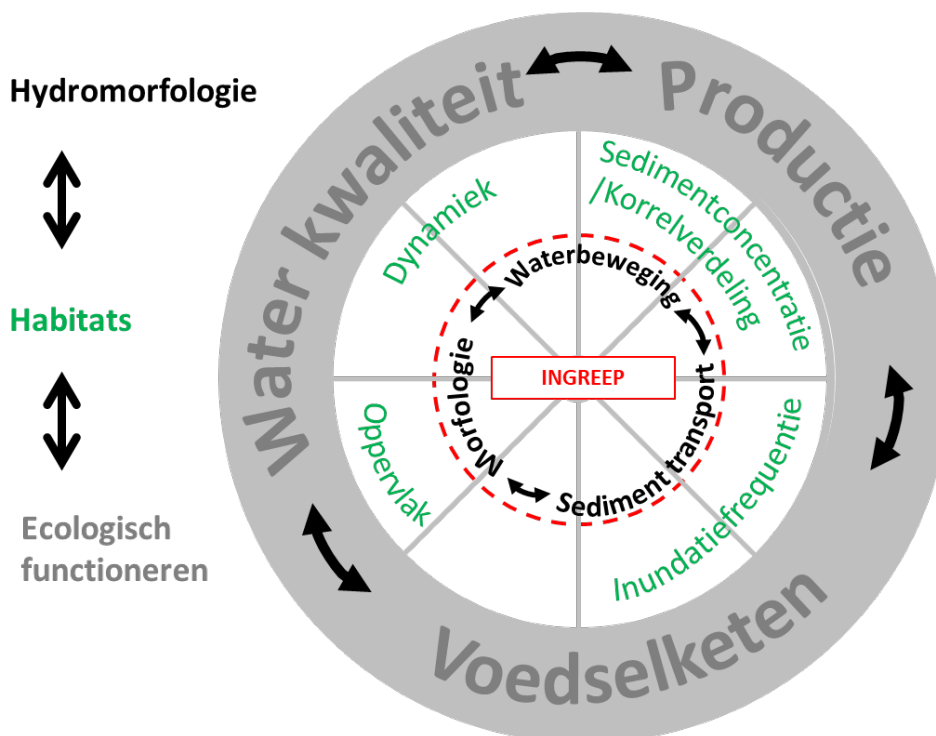 Hydromorfologie
Habitats
Ecologisch
functioneren
Water kwaliteit
Productie
Voedselketen
Dynamiek
Sedimentconcentratie
/Korrelverdeling
Oppervlak
Inundatiefrequentie
Waterbeweging
Sediment transport
Morfologie
INGREEP